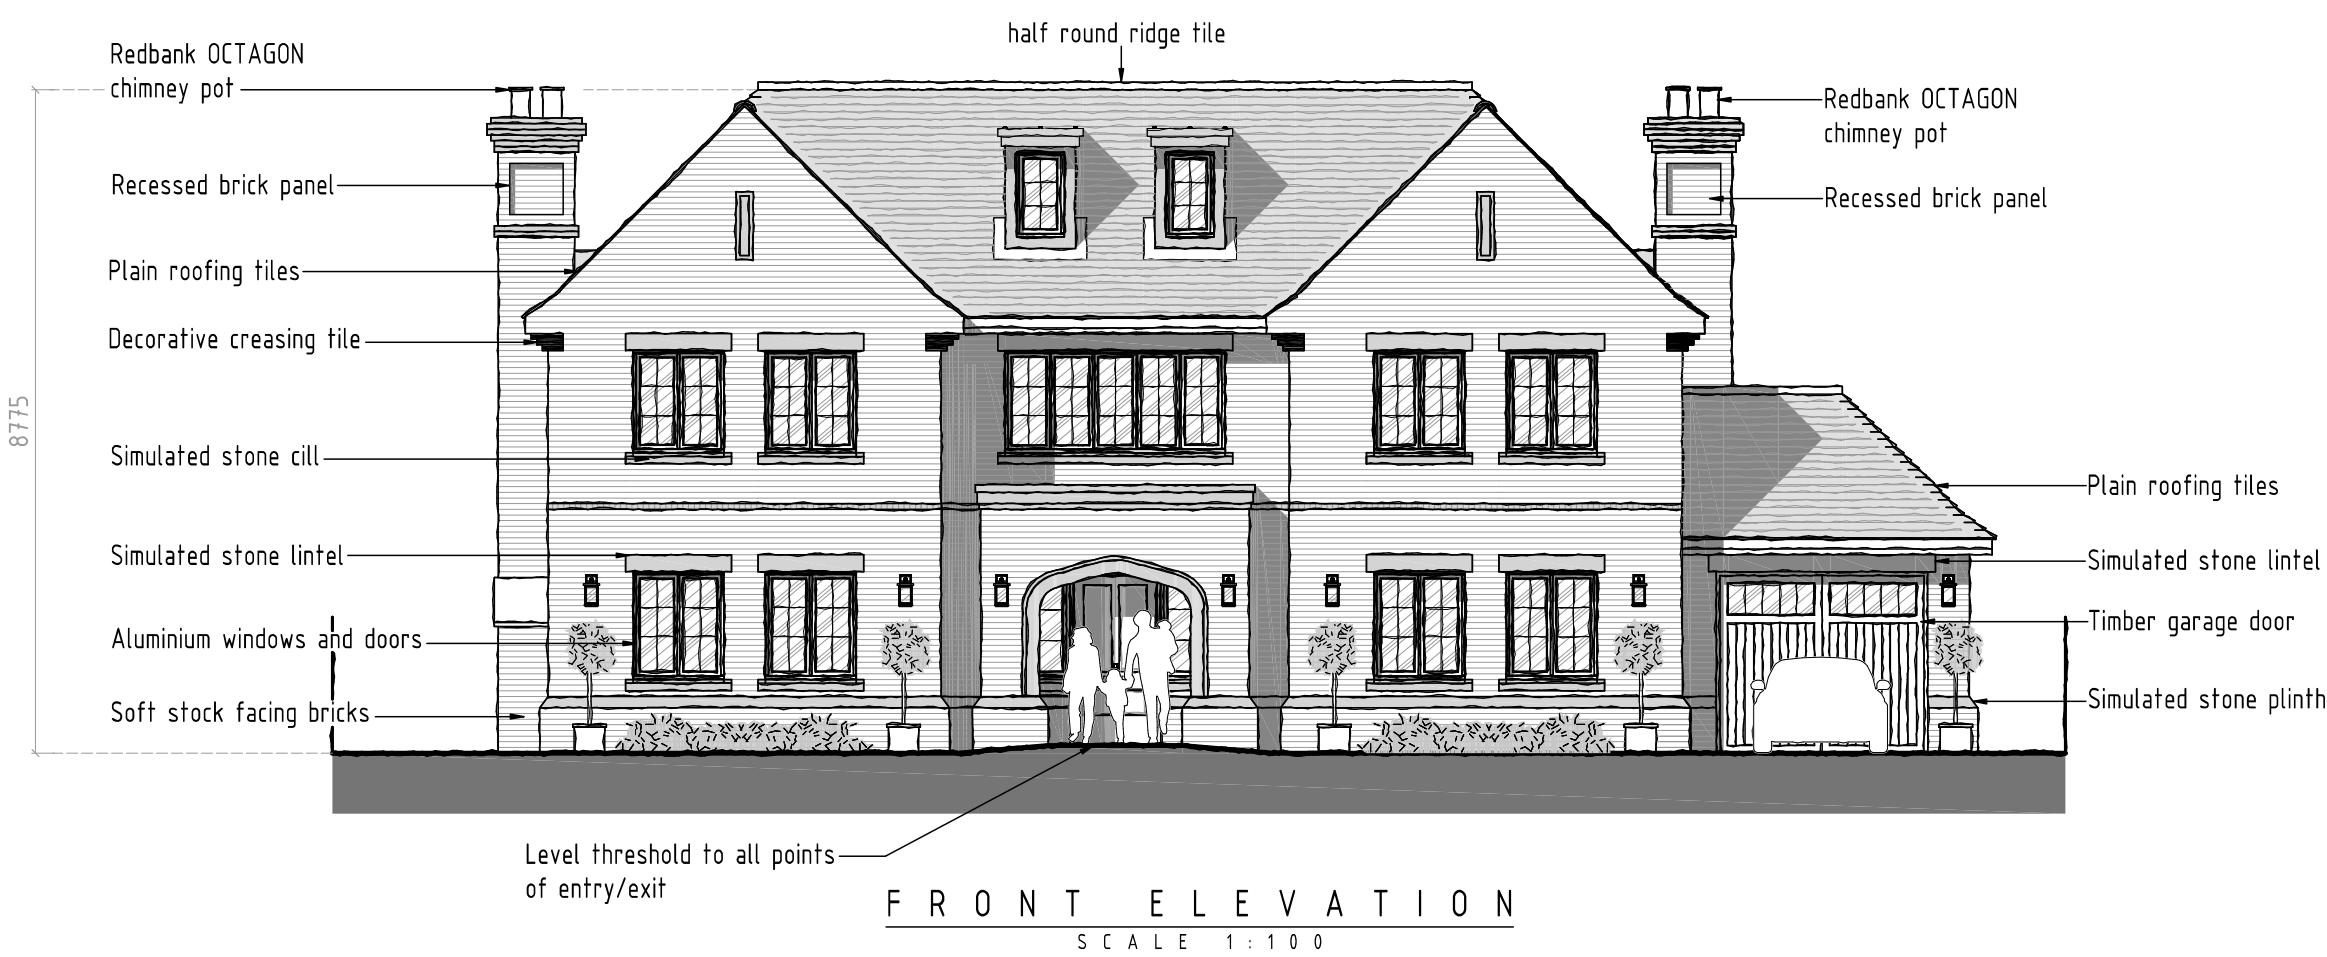 half round ridge tile
Redbank OCTAGON
chimney pot
Recessed brick panel
Plain roofing tiles
Decorative creasing tile
8775
Simulated stone cill
Simulated stone lintel
Aluminium windows and doors
Soft stock facing bricks
Redbank OCTAGON
chimney pot
Recessed brick panel
Plain roofing tiles
Simulated stone lintel
Timber garage door
Simulated stone plinth
Level threshold to all points
of entry/exit
FRONT ELEVATION
SCALE 1:100